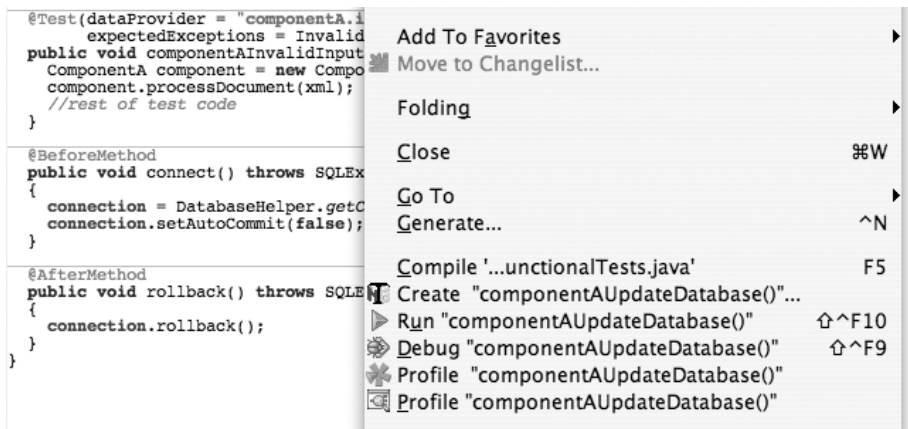 @Test(dataProvider = "componentA.i
expectedExceptions = Invalid
public void componentAInvalidInput
ComponentA component = new Compo
component.processDocument(xml);
//rest of test code
}
@BeforeMethod
public void connect() throws SQLEx
{
connection = DatabaseHelper.getC
connection.setAutoCommit(false);
}
@AfterMethod
public void rollback() throws SQLE
{
connection.rollback();
}
}
Add To Favorites
Move to Changelist...
Folding
Close ⌘W
Go To
Generate... ^N
Compile '...unctionalTests.java' F5
Create "componentAUpdateDatabase()"...
Run "componentAUpdateDatabase()" ⇧^F10
Debug "componentAUpdateDatabase()" ⇧^F9
Profile "componentAUpdateDatabase()"
Profile "componentAUpdateDatabase()"